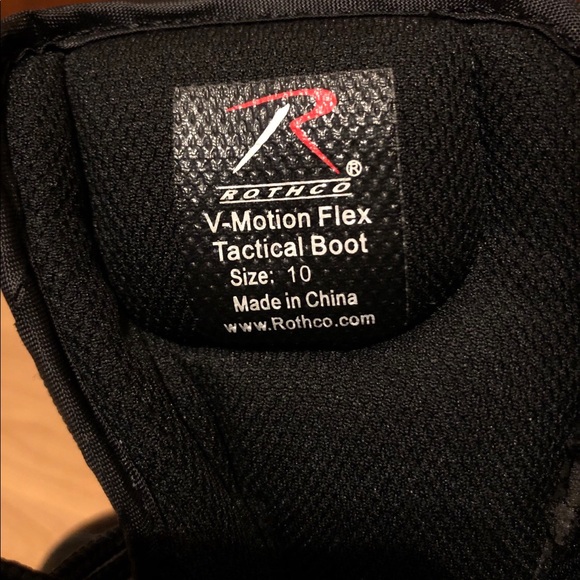 R®
ROTHCO
V-Motion Flex
Tactical Boot
Size: 10
Made in China
www.Rothco.com